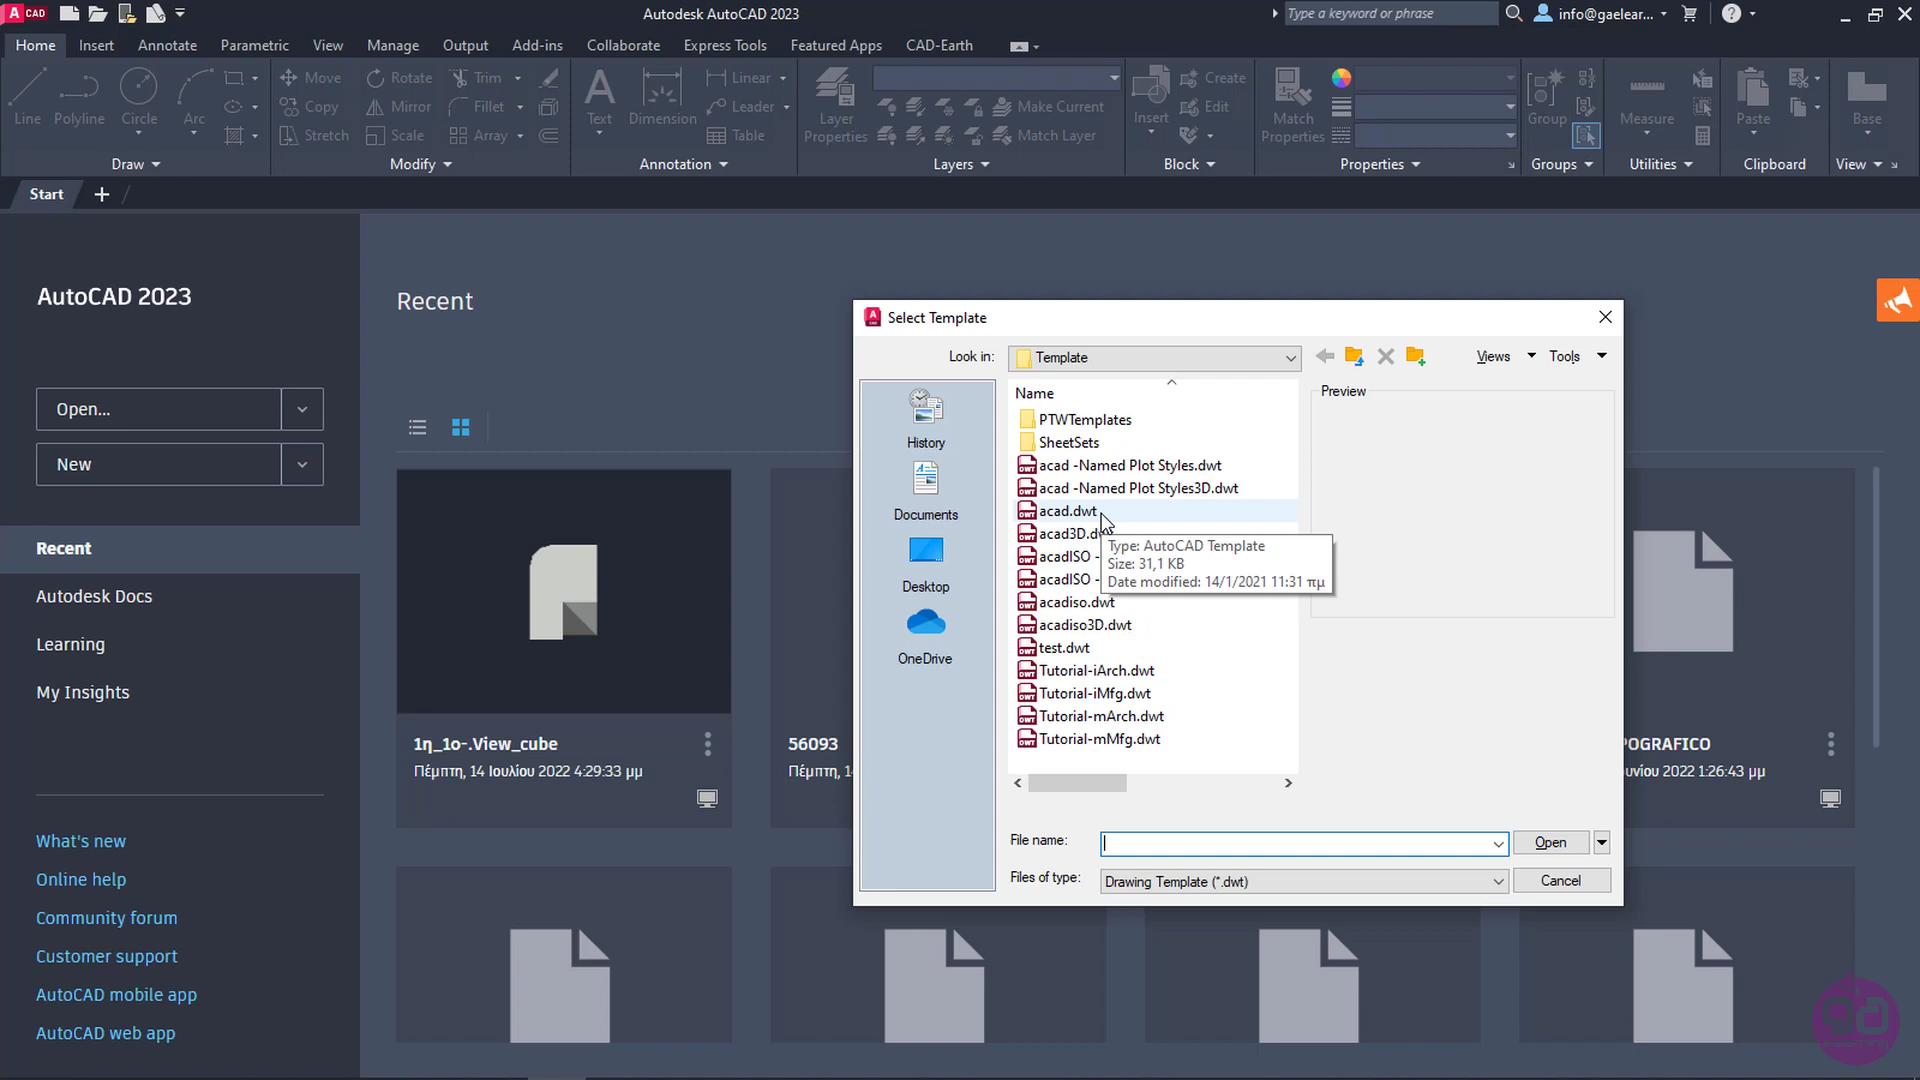 A CAD Autodesk AutoCAD 2023 Type a keyword or phrase info@gaelear...
Home Insert Annotate Parametric View Manage Output Add-ins Collaborate Express Tools Featured Apps CAD-Earth
Line Polyline Circle Arc Move Rotate Trim Text Dimension Linear Layer Properties Insert Create Match Properties Group Measure Paste Base
Copy Mirror Fillet Leader Make Current Edit
Stretch Scale Array Table Match Layer
Draw Modify Annotation Layers Block Properties Groups Utilities Clipboard View
Start
AutoCAD 2023
Open...
New
Recent
Autodesk Docs
Learning
My Insights
What's new
Online help
Community forum
Customer support
AutoCAD mobile app
AutoCAD web app
Recent
1η_1ο-.View_cube
Πέμπτη, 14 Ιουλίου 2022 4:29:33 μμ
56093
Πέμπτη, 1
POGRAFICO
υνίου 2022 1:26:43 μμ
Select Template
Look in: Template Views Tools
History
Documents
Desktop
OneDrive
Name
PTWTemplates
SheetSets
acad -Named Plot Styles.dwt
acad -Named Plot Styles3D.dwt
acad.dwt
acad3D.dw
acadISO -
acadISO -
acadiso.dwt
acadiso3D.dwt
test.dwt
Tutorial-iArch.dwt
Tutorial-iMfg.dwt
Tutorial-mArch.dwt
Tutorial-mMfg.dwt
Type: AutoCAD Template
Size: 31,1 KB
Date modified: 14/1/2021 11:31 πμ
Preview
File name: Open
Files of type: Drawing Template (*.dwt) Cancel
ga